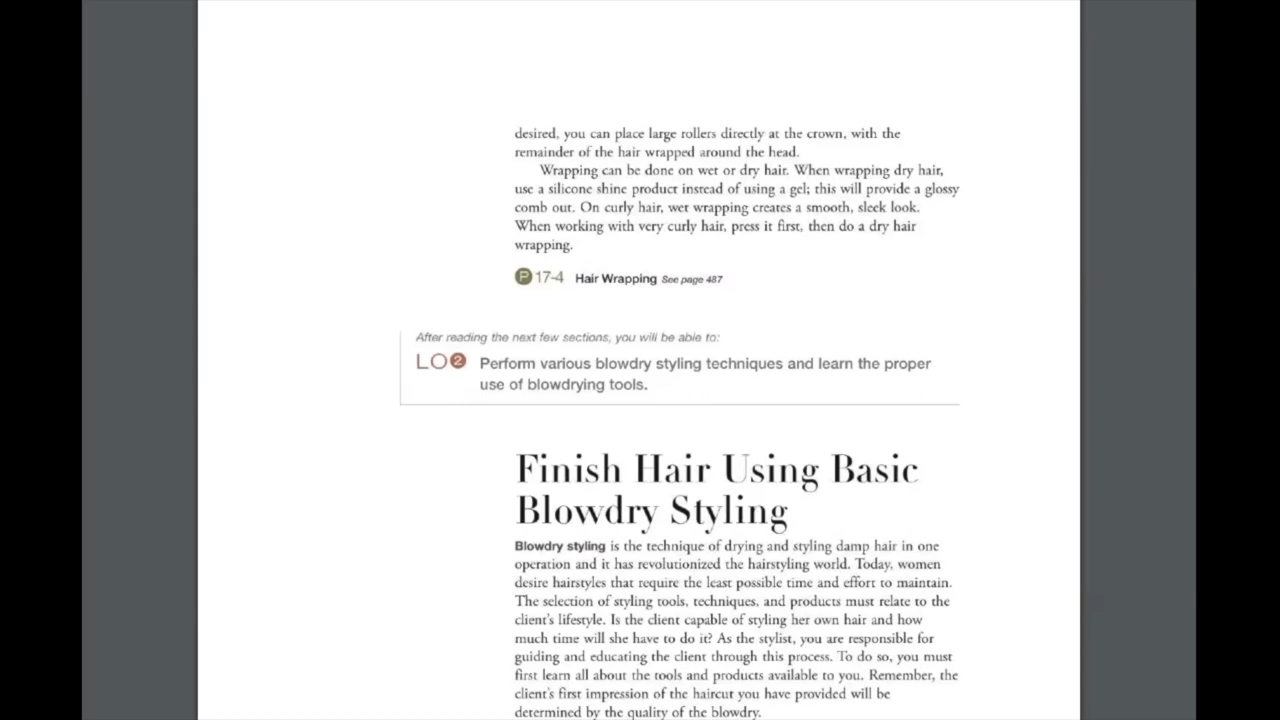 desired, you can place large rollers directly at the crown, with the
remainder of the hair wrapped around the head.
Wrapping can be done on wet or dry hair. When wrapping dry hair,
use a silicone shine product instead of using a gel; this will provide a glossy
comb out. On curly hair, wet wrapping creates a smooth, sleek look.
When working with very curly hair, press it first, then do a dry hair
wrapping.
P 17-4 Hair Wrapping See page 487
After reading the next few sections, you will be able to:
LO2 Perform various blowdry styling techniques and learn the proper
use of blowdrying tools.
Finish Hair Using Basic
Blowdry Styling
Blowdry styling is the technique of drying and styling damp hair in one
operation and it has revolutionized the hairstyling world. Today, women
desire hairstyles that require the least possible time and effort to maintain.
The selection of styling tools, techniques, and products must relate to the
client's lifestyle. Is the client capable of styling her own hair and how
much time will she have to do it? As the stylist, you are responsible for
guiding and educating the client through this process. To do so, you must
first learn all about the tools and products available to you. Remember, the
client's first impression of the haircut you have provided will be
determined by the quality of the blowdry.